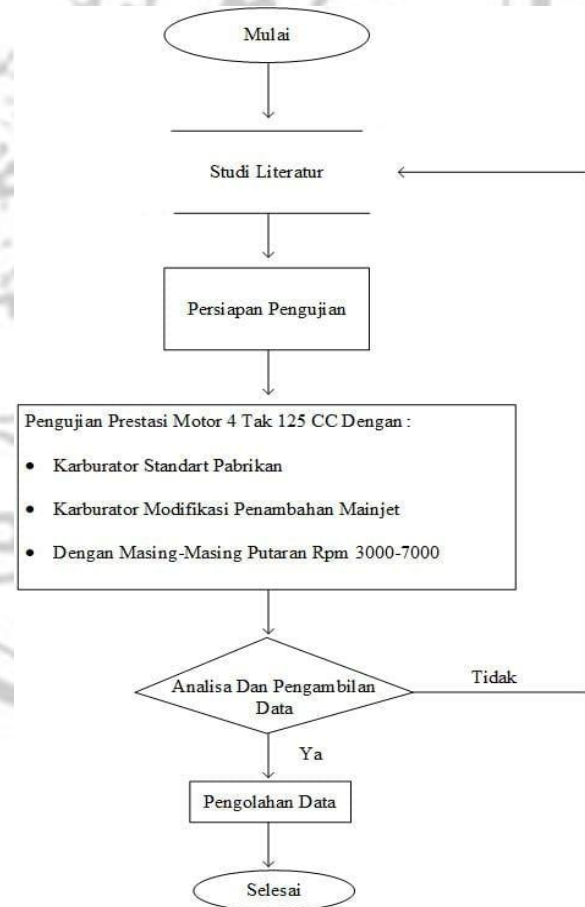 Mulai
Studi Literatur
Persiapan Pengujian
Pengujian Prestasi Motor 4 Tak 125 CC Dengan :
• Karburator Standart Pabrikan
• Karburator Modifikasi Penambahan Mainjet
• Dengan Masing-Masing Putaran Rpm 3000-7000
Analisa Dan Pengambilan
Data
Tidak
Ya
Pengolahan Data
Selesai